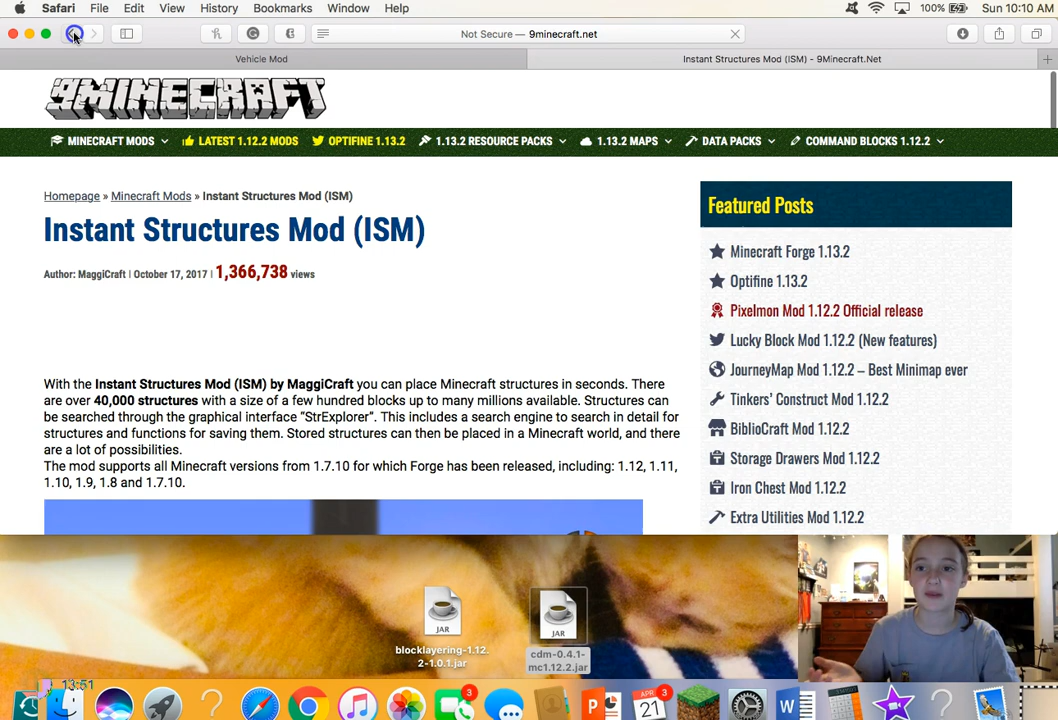 Safari File Edit View History Bookmarks Window Help 100% Sun 10:10 AM
Not Secure — 9minecraft.net
Vehicle Mod Instant Structures Mod (ISM) - 9Minecraft.Net
9MINECRAFT
MINECRAFT MODS LATEST 1.12.2 MODS OPTIFINE 1.13.2 1.13.2 RESOURCE PACKS 1.13.2 MAPS DATA PACKS COMMAND BLOCKS 1.12.2
Homepage » Minecraft Mods » Instant Structures Mod (ISM)
Instant Structures Mod (ISM)
Author: MaggiCraft | October 17, 2017 | 1,366,738 views
With the Instant Structures Mod (ISM) by MaggiCraft you can place Minecraft structures in seconds. There
are over 40,000 structures with a size of a few hundred blocks up to many millions available. Structures can
be searched through the graphical interface “StrExplorer“. This includes a search engine to search in detail for
structures and functions for saving them. Stored structures can then be placed in a Minecraft world, and there
are a lot of possibilities.
The mod supports all Minecraft versions from 1.7.10 for which Forge has been released, including: 1.12, 1.11,
1.10, 1.9, 1.8 and 1.7.10.
Featured Posts
Minecraft Forge 1.13.2
Optifine 1.13.2
Pixelmon Mod 1.12.2 Official release
Lucky Block Mod 1.12.2 (New features)
JourneyMap Mod 1.12.2 – Best Minimap ever
Tinkers’ Construct Mod 1.12.2
BiblioCraft Mod 1.12.2
Storage Drawers Mod 1.12.2
Iron Chest Mod 1.12.2
Extra Utilities Mod 1.12.2
JAR
blocklayering-1.12.
2-1.0.1.jar
JAR
cdm-0.4.1-
mc1.12.2.jar
13:51
3
APR
21
3